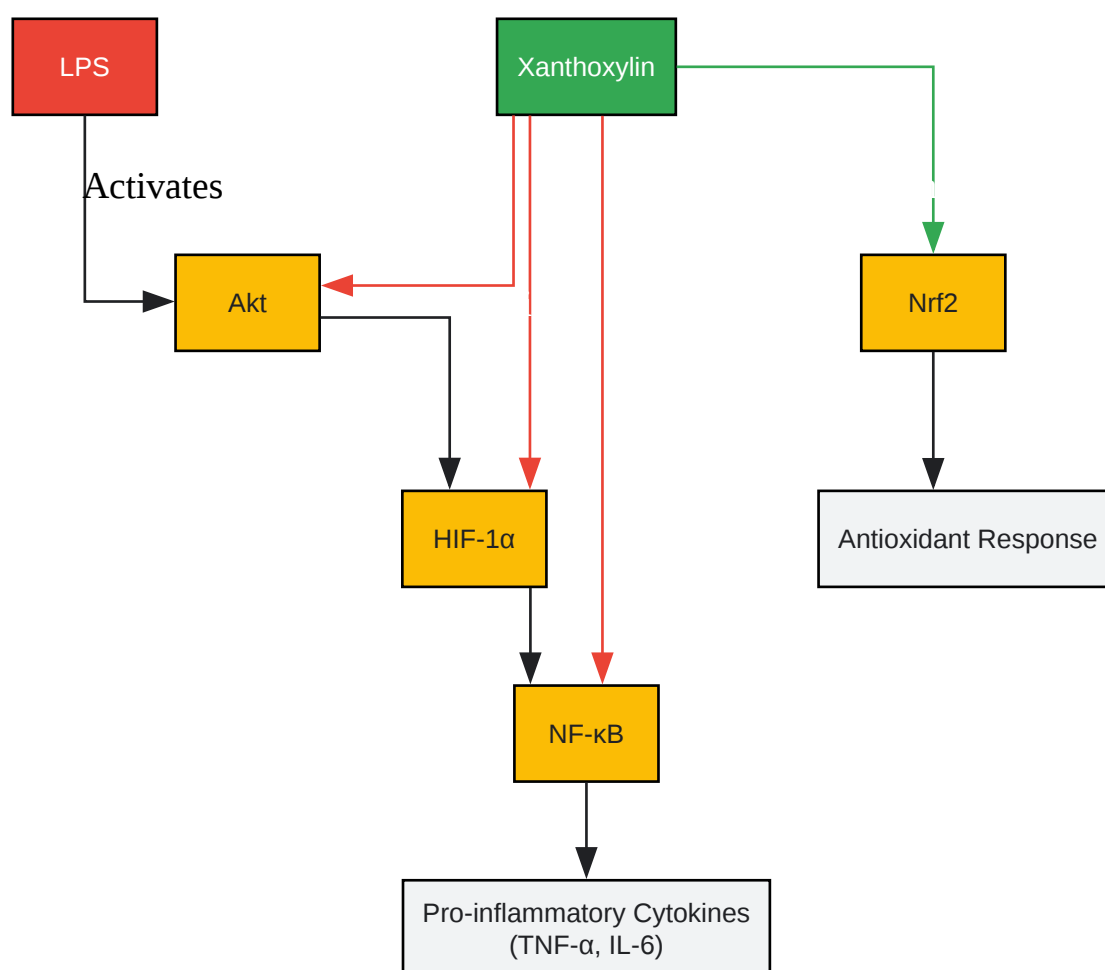 LPS
Xanthoxylin
Activates
Akt
Nrf2
HIF-1α
Antioxidant Response
NF-κB
Pro-inflammatory Cytokines
(TNF-α, IL-6)